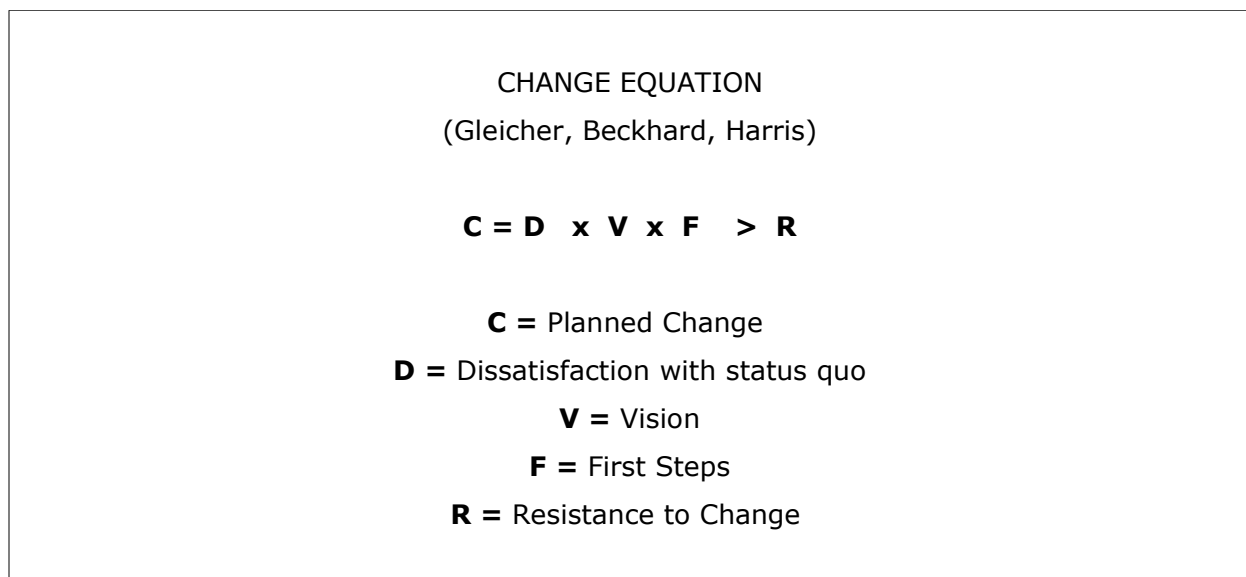 CHANGE EQUATION
(Gleicher, Beckhard, Harris)
C = D x V x F > R
C = Planned Change
D = Dissatisfaction with status quo
V = Vision
F = First Steps
R = Resistance to Change